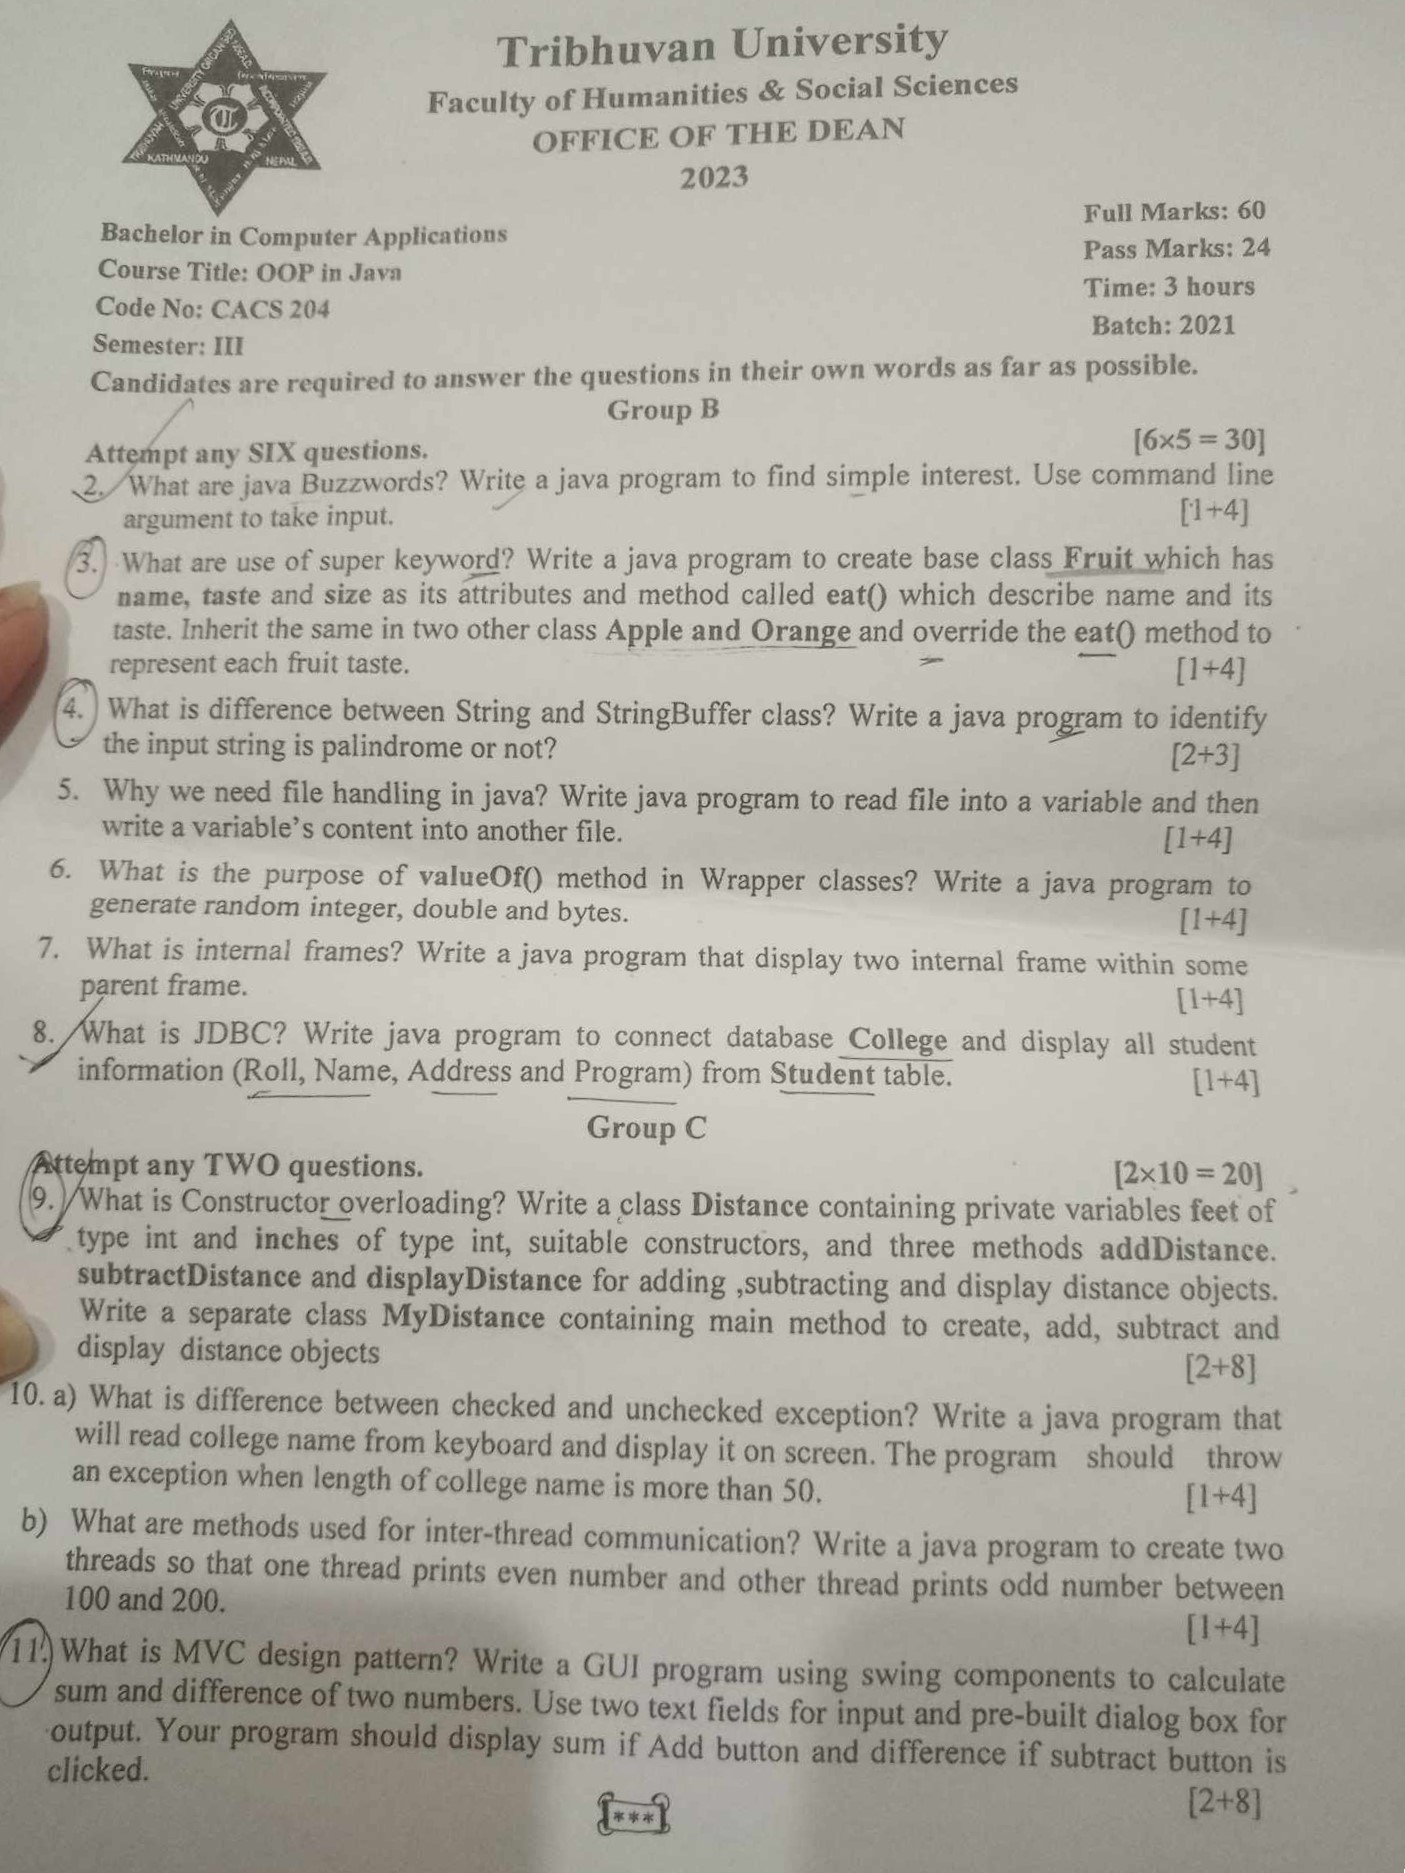 Tribhuvan University
Faculty of Humanities & Social Sciences
OFFICE OF THE DEAN
2023
KATHMANDU
NEPAL
Full Marks: 60
Bachelor in Computer Applications
Pass Marks: 24
Course Title: OOP in Java
Time: 3 hours
Code No: CACS 204
Batch: 2021
Semester: III
Candidates are required to answer the questions in their own words as far as possible.
Group B
Attempt any SIX questions. [6×5 = 30]
2. What are java Buzzwords? Write a java program to find simple interest. Use command line
argument to take input. [1+4]
3. What are use of super keyword? Write a java program to create base class Fruit which has
name, taste and size as its attributes and method called eat() which describe name and its
taste. Inherit the same in two other class Apple and Orange and override the eat() method to
represent each fruit taste. [1+4]
4. What is difference between String and StringBuffer class? Write a java program to identify
the input string is palindrome or not? [2+3]
5. Why we need file handling in java? Write java program to read file into a variable and then
write a variable's content into another file. [1+4]
6. What is the purpose of valueOf() method in Wrapper classes? Write a java program to
generate random integer, double and bytes. [1+4]
7. What is internal frames? Write a java program that display two internal frame within some
parent frame. [1+4]
8. What is JDBC? Write java program to connect database College and display all student
information (Roll, Name, Address and Program) from Student table. [1+4]
Group C
Attempt any TWO questions. [2×10 = 20]
9. What is Constructor overloading? Write a class Distance containing private variables feet of
type int and inches of type int, suitable constructors, and three methods addDistance.
subtractDistance and displayDistance for adding ,subtracting and display distance objects.
Write a separate class MyDistance containing main method to create, add, subtract and
display distance objects [2+8]
10. a) What is difference between checked and unchecked exception? Write a java program that
will read college name from keyboard and display it on screen. The program should throw
an exception when length of college name is more than 50. [1+4]
b) What are methods used for inter-thread communication? Write a java program to create two
threads so that one thread prints even number and other thread prints odd number between
100 and 200. [1+4]
11. What is MVC design pattern? Write a GUI program using swing components to calculate
sum and difference of two numbers. Use two text fields for input and pre-built dialog box for
output. Your program should display sum if Add button and difference if subtract button is
clicked. [2+8]
***